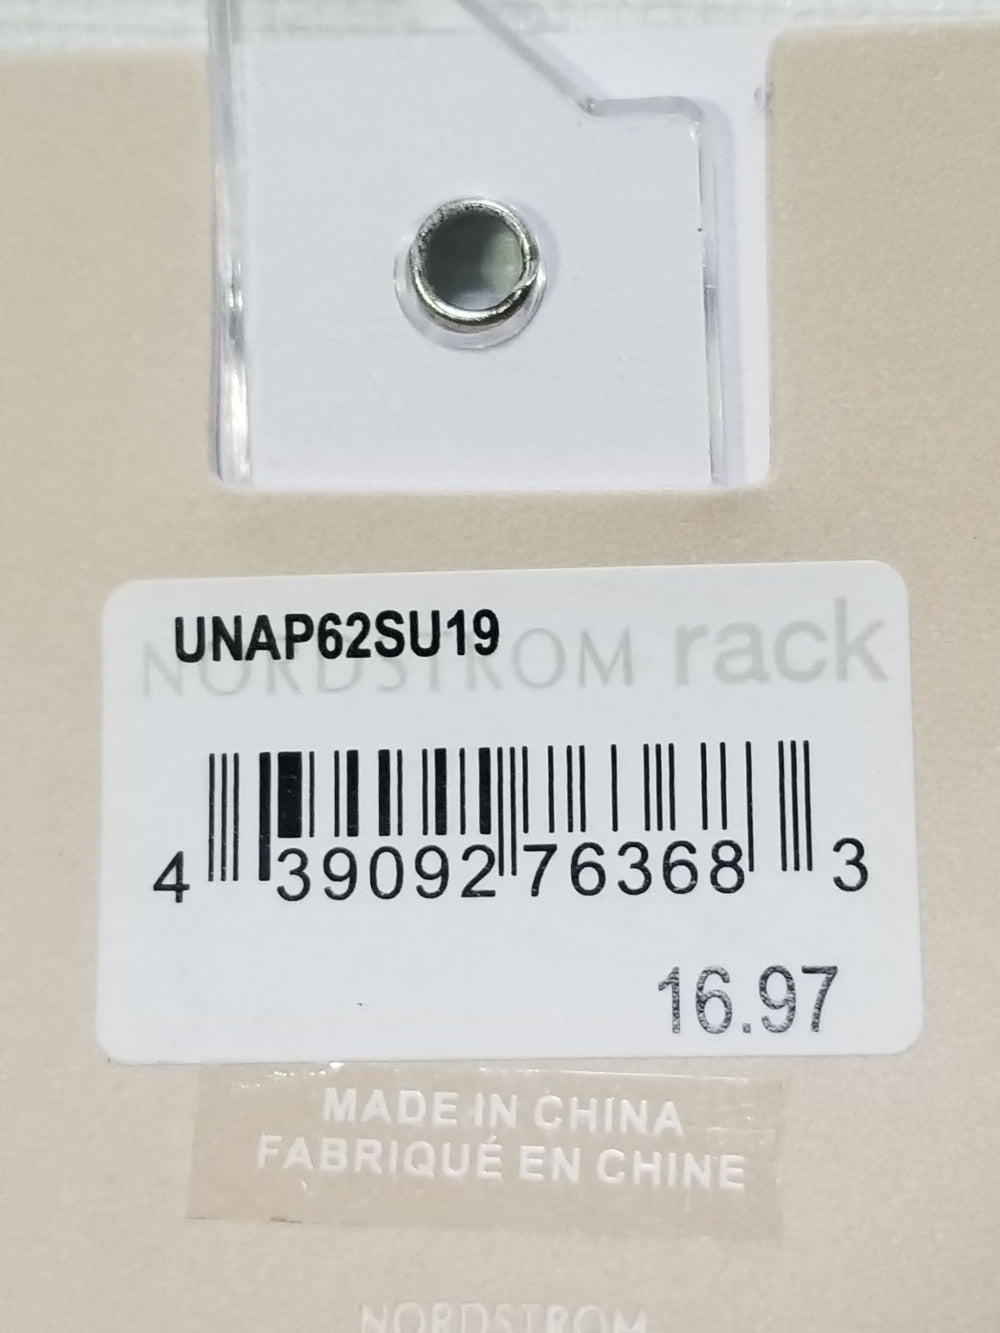 UNAP62SU19
NORDSTROM rack
4 39092 76368 3
16.97
MADE IN CHINA
FABRIQUÉ EN CHINE
NORDSTROM